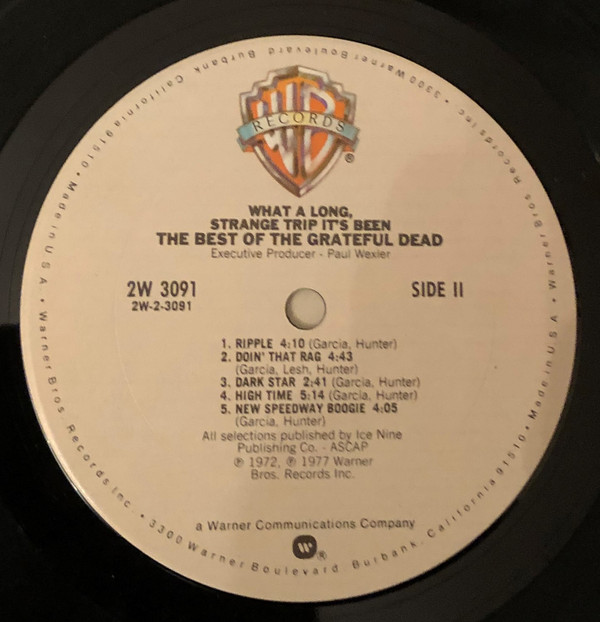 WB
RECORDS
®
WHAT A LONG,
STRANGE TRIP IT'S BEEN
THE BEST OF THE GRATEFUL DEAD
Executive Producer - Paul Wexler
2W 3091
2W-2-3091
SIDE II
1. RIPPLE 4:10 (Garcia, Hunter)
2. DOIN' THAT RAG 4:43
(Garcia, Lesh, Hunter)
3. DARK STAR 2:41 (Garcia, Hunter)
4. HIGH TIME 5:14 (Garcia, Hunter)
5. NEW SPEEDWAY BOOGIE 4:05
(Garcia, Hunter)
All selections published by Ice Nine
Publishing Co. - ASCAP
℗ 1972, ℗ 1977 Warner
Bros. Records Inc.
a Warner Communications Company
W®
Warner Bros. Records Inc. • 3300 Warner Boulevard Burbank, California 91510 • Made in U S A • Warner Bros. Records Inc. • 3300 Warner Boulevard Burbank, California 91510 • Made in U S A •